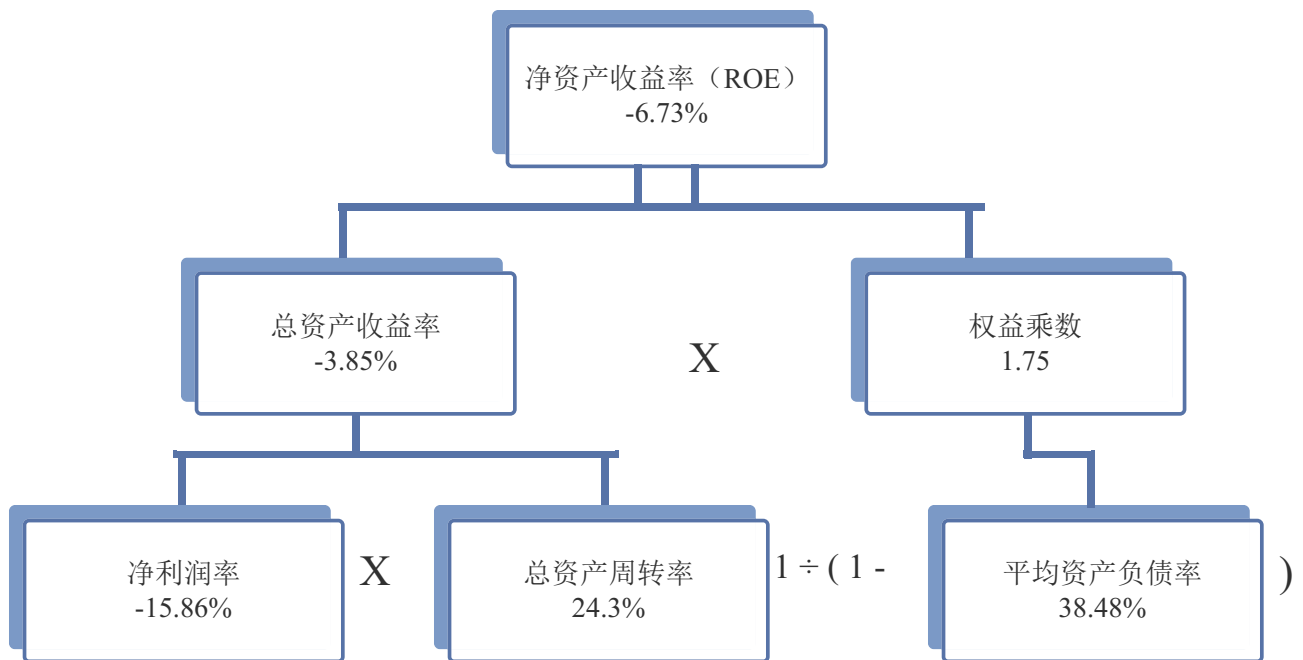 净资产收益率（ROE）
-6.73%
总资产收益率
-3.85%
X
权益乘数
1.75
净利润率
-15.86%
X
总资产周转率
24.3%
1 ÷ ( 1 -
平均资产负债率
38.48%
)